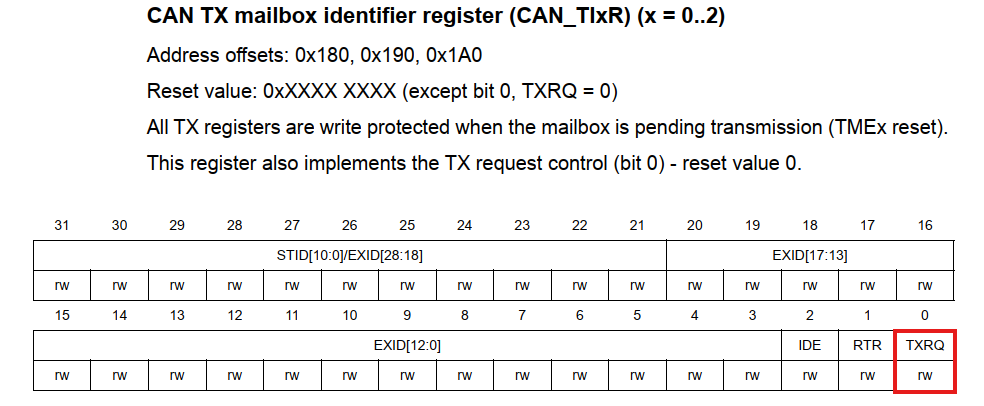 CAN TX mailbox identifier register (CAN_TIxR) (x = 0..2)
Address offsets: 0x180, 0x190, 0x1A0
Reset value: 0xXXXX XXXX (except bit 0, TXRQ = 0)
All TX registers are write protected when the mailbox is pending transmission (TMEx reset).
This register also implements the TX request control (bit 0) - reset value 0.
31 30 29 28 27 26 25 24 23 22 21 20 19 18 17 16
STID[10:0]/EXID[28:18] EXID[17:13]
rw rw rw rw rw rw rw rw rw rw rw rw rw rw rw rw
15 14 13 12 11 10 9 8 7 6 5 4 3 2 1 0
EXID[12:0] IDE RTR TXRQ
rw rw rw rw rw rw rw rw rw rw rw rw rw rw rw rw